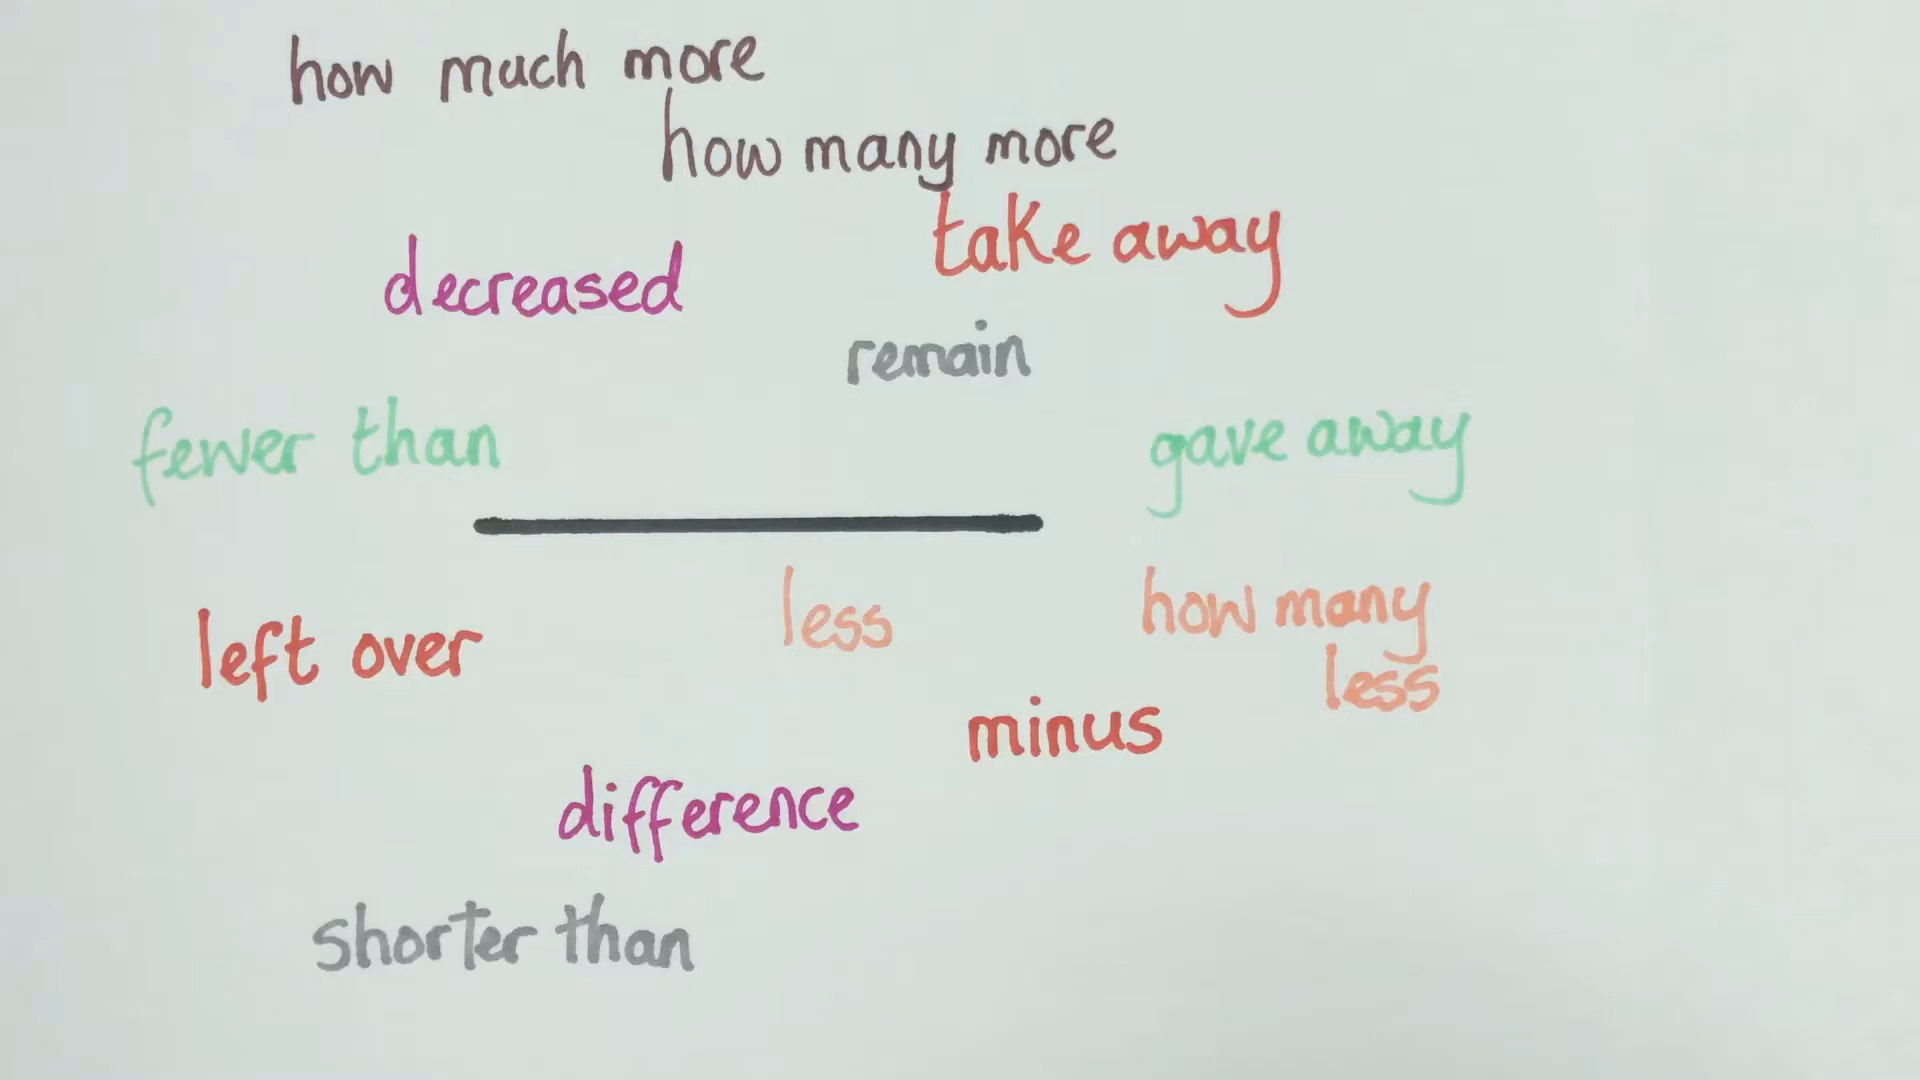 how much more
how many more
take away
decreased
remain
fewer than
gave away
less
how many
less
left over
minus
difference
shorter than